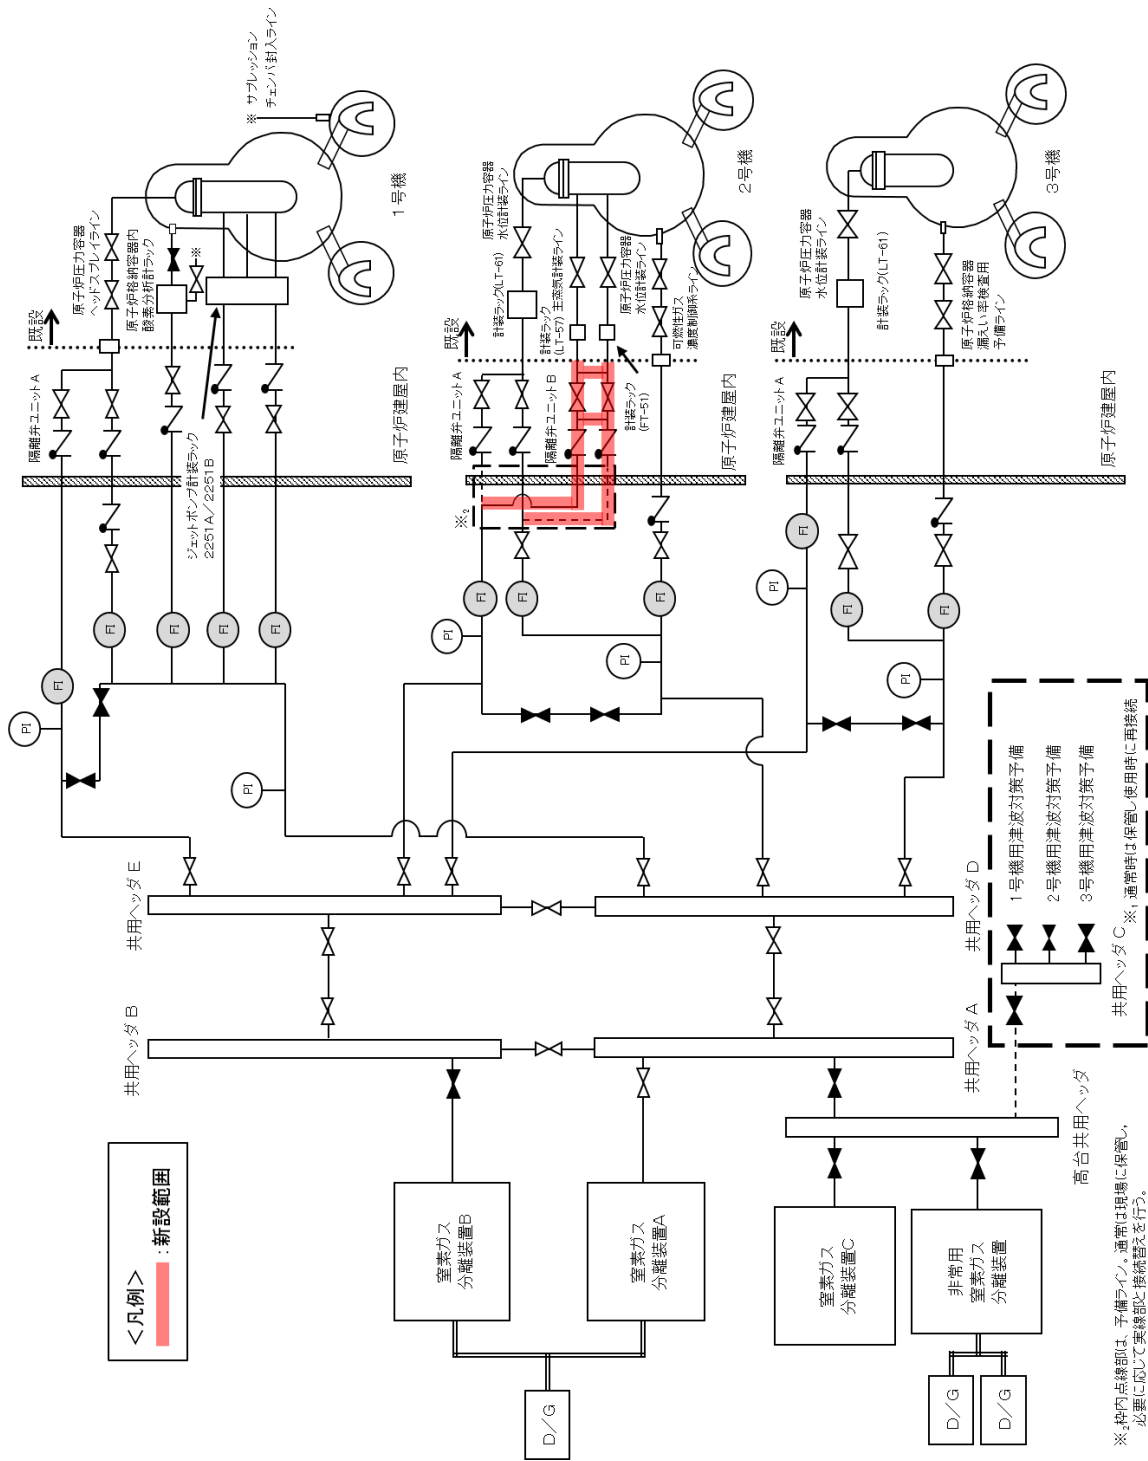 ※ サプレッション
チェンバ封入ライン
1号機
原子炉圧力容器
ヘッドスプレイライン
原子炉格納容器内
酸素分析計ラック
※
既設
隔離弁ユニットA
ジェットポンプ計装ラック
2251A／2251B
原子炉建屋内
FI
FI
FI
FI
FI
PI
PI
2号機
原子炉圧力容器
水位計装ライン
計装ラック(LT-61)
主蒸気計装ライン
計装ラック
(LT-57)
原子炉圧力容器
水位計装ライン
可燃性ガス
濃度制御系ライン
既設
隔離弁ユニットA
隔離弁ユニットB
計装ラック
(FT-51)
原子炉建屋内
※2
FI
FI
FI
PI
PI
3号機
原子炉圧力容器
水位計装ライン
計装ラック(LT-61)
原子炉格納容器
漏えい率検査用
予備ライン
既設
隔離弁ユニットA
原子炉建屋内
FI
FI
FI
PI
PI
共用ヘッダE
共用ヘッダD
共用ヘッダB
共用ヘッダA
1号機用津波対策予備
2号機用津波対策予備
3号機用津波対策予備
共用ヘッダC
※1 通常時は保管し使用時に再接続
高台共用ヘッダ
窒素ガス
分離装置B
窒素ガス
分離装置A
窒素ガス
分離装置C
非常用
窒素ガス
分離装置
D／G
D／G
D／G
＜凡例＞
：新設範囲
※2枠内点線部は、予備ライン。通常は現場に保管し、
必要に応じて実線部と接続替えを行う。